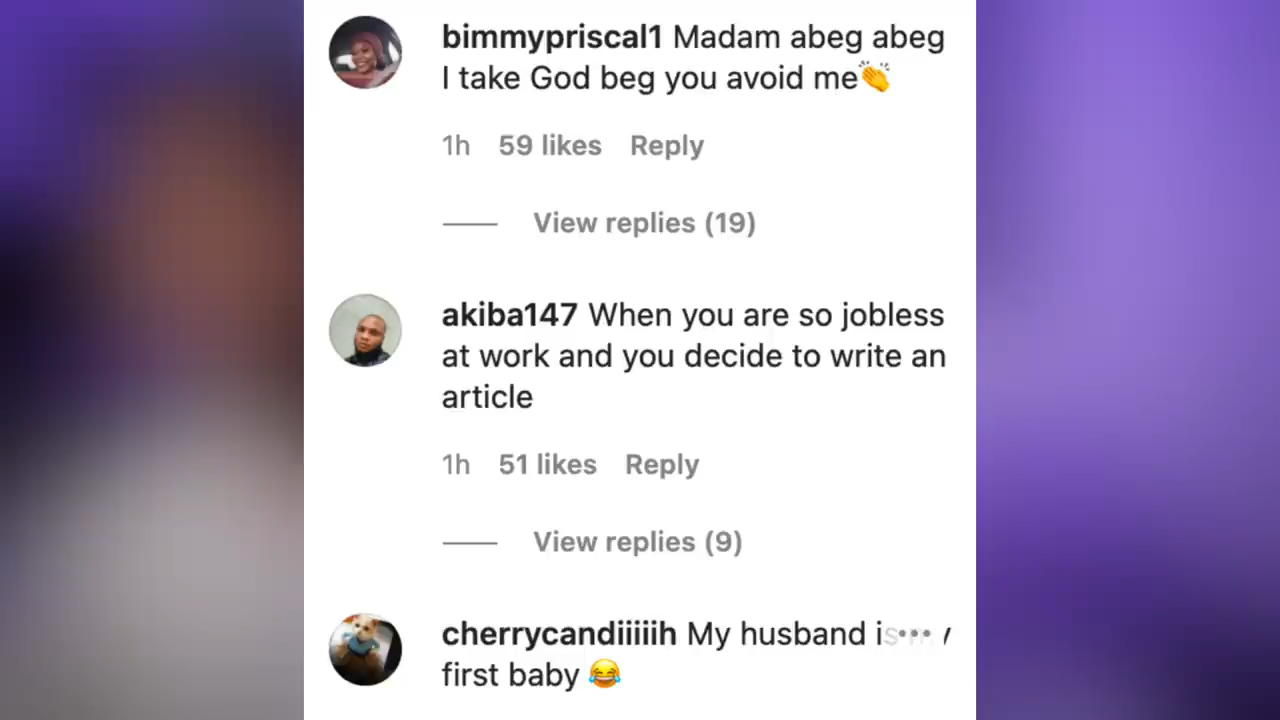 bimmypriscal1 Madam abeg abeg
I take God beg you avoid me👏
1h 59 likes Reply
View replies (19)
akiba147 When you are so jobless
at work and you decide to write an
article
1h 51 likes Reply
View replies (9)
cherrycandiiiiih My husband is
first baby 😂